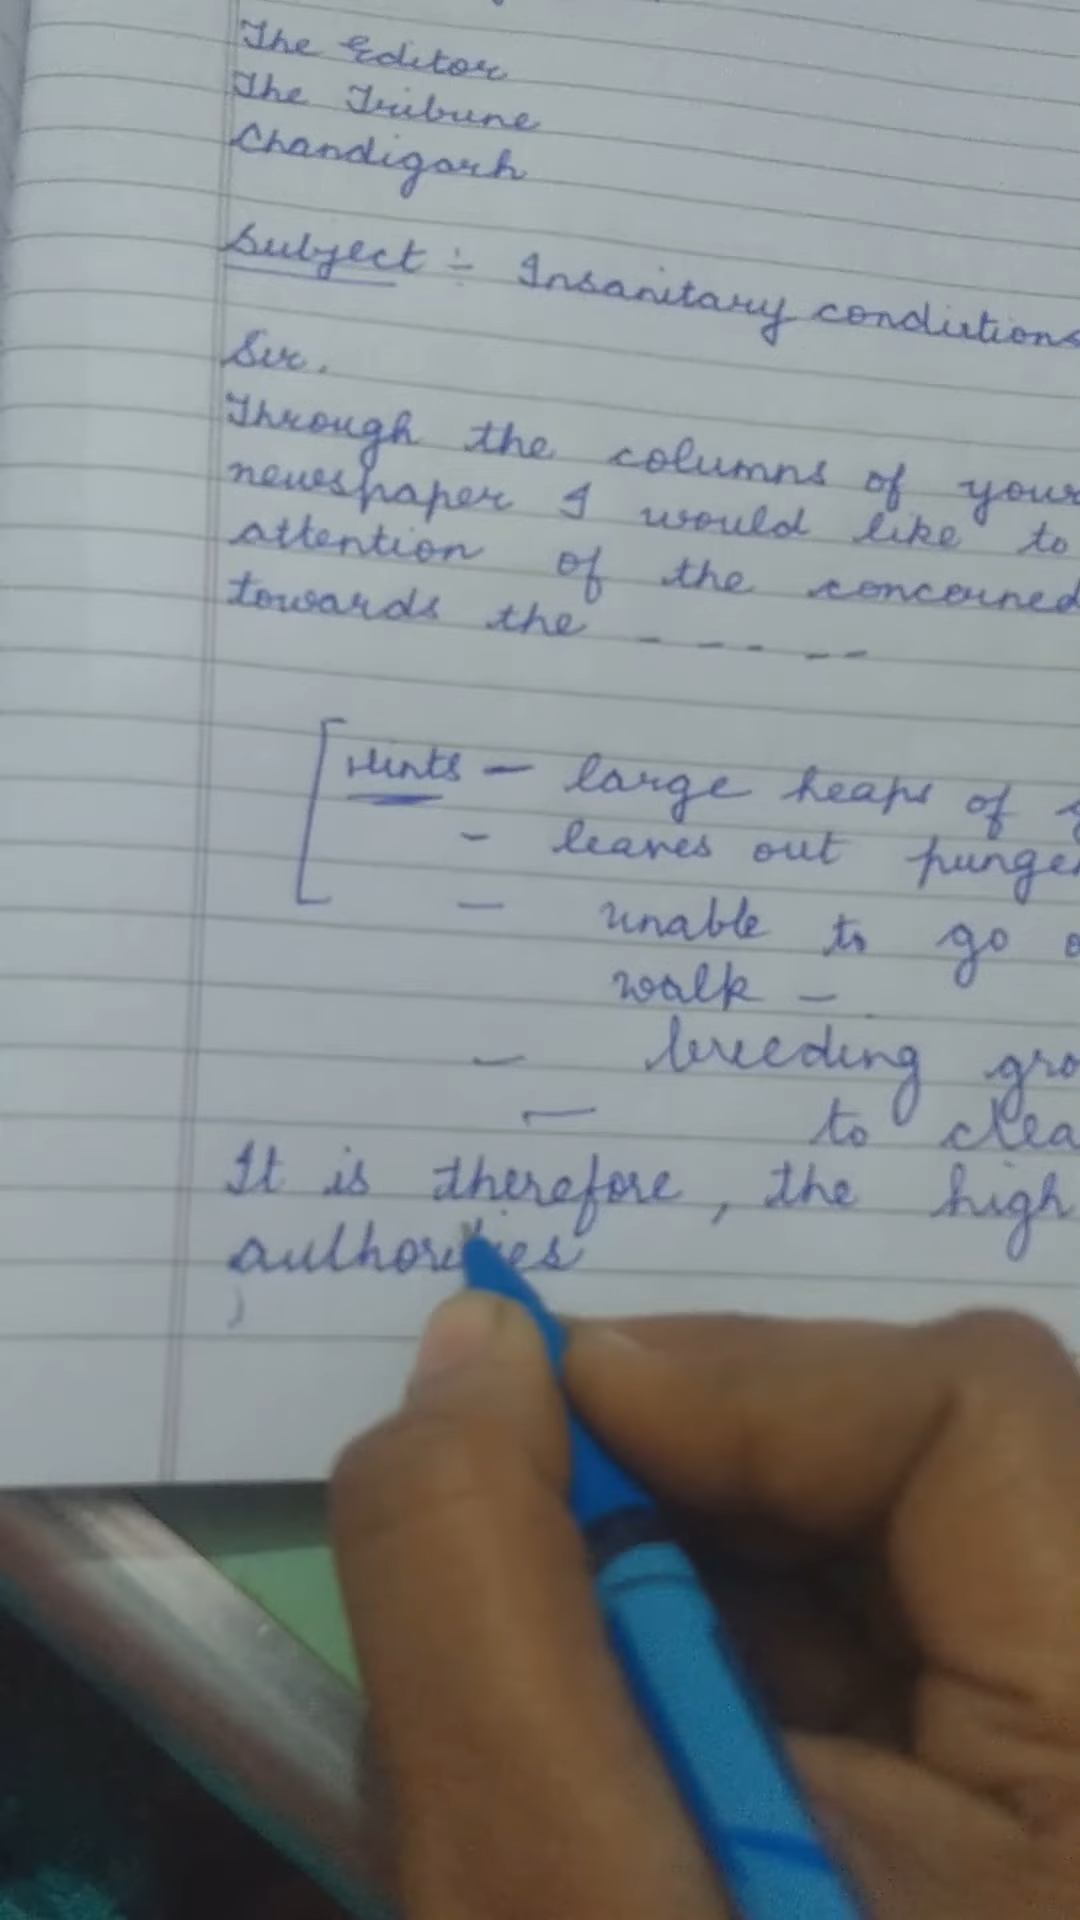 The Editor
The Tribune
Chandigarh
Subject :- Insanitary conditions
Sir.
Through the columns of your
newspaper I would like to
attention of the concerned
towards the - - - - -
Hints - large heaps of
- leaves out
- unable to go
walk -
- breeding
- to
It is therefore, the high
authorities